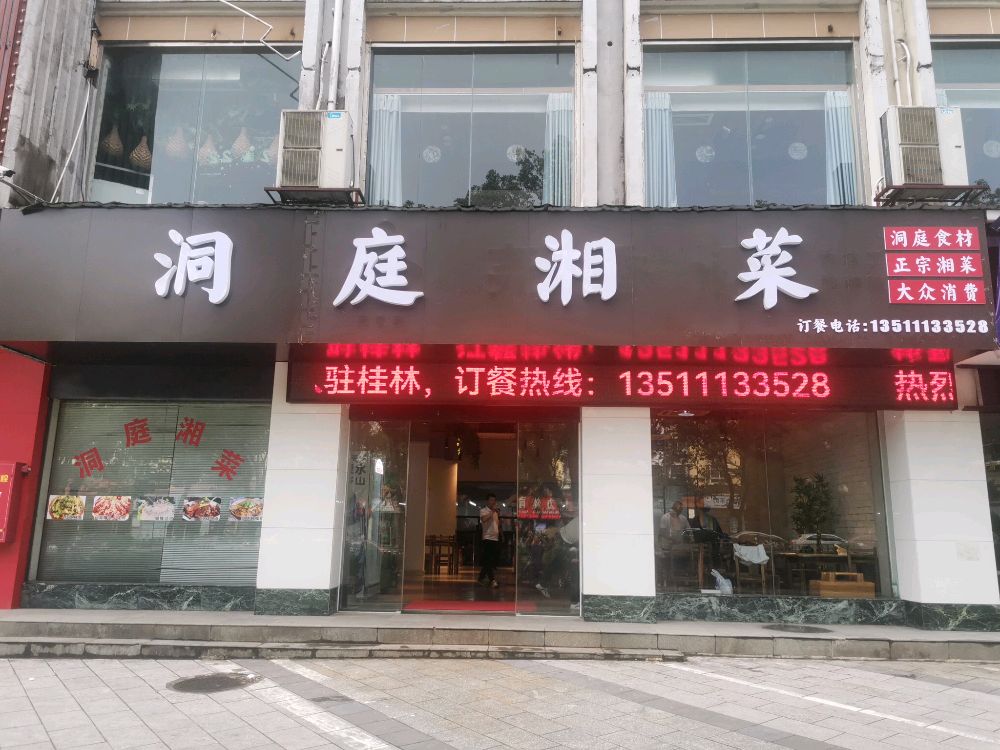 洞庭湘菜
洞庭食材
正宗湘菜
大众消费
订餐电话:13511133528
驻桂林，订餐热线：13511133528 热烈
洞庭湘菜